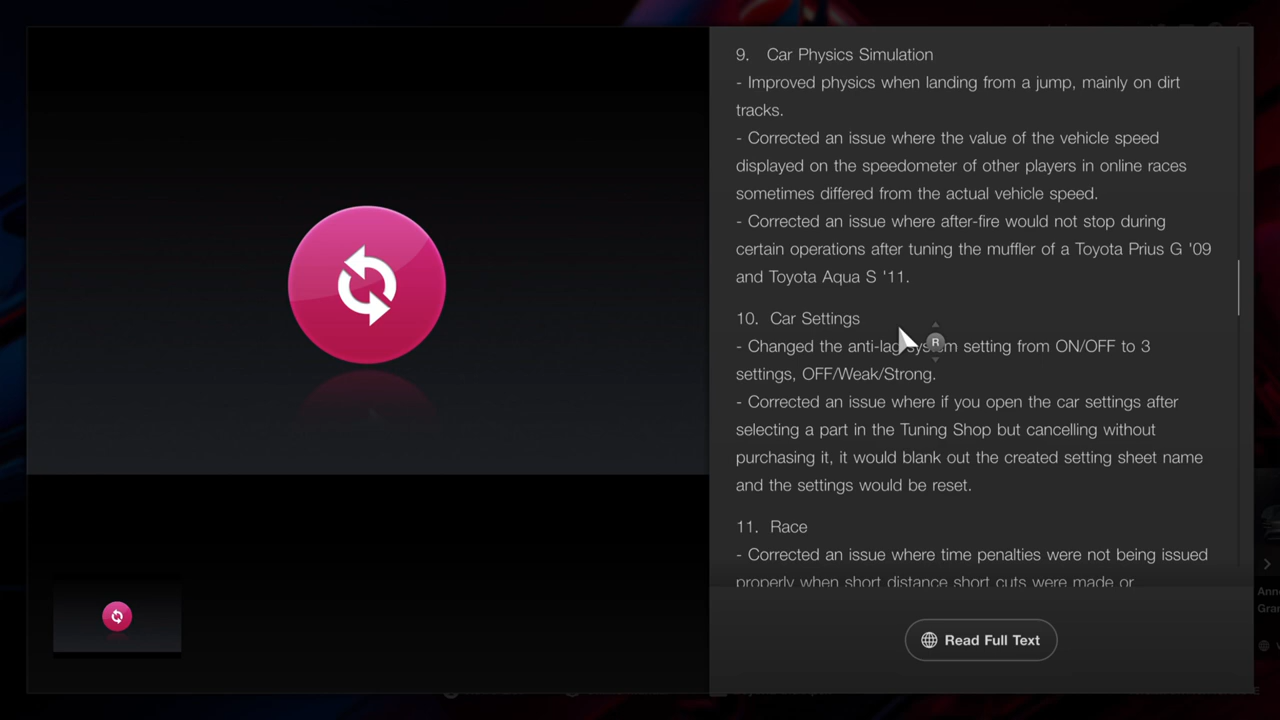 9. Car Physics Simulation
- Improved physics when landing from a jump, mainly on dirt
tracks.
- Corrected an issue where the value of the vehicle speed
displayed on the speedometer of other players in online races
sometimes differed from the actual vehicle speed.
- Corrected an issue where after-fire would not stop during
certain operations after tuning the muffler of a Toyota Prius G '09
and Toyota Aqua S '11.
10. Car Settings
- Changed the anti-lag system setting from ON/OFF to 3
R
settings, OFF/Weak/Strong.
- Corrected an issue where if you open the car settings after
selecting a part in the Tuning Shop but cancelling without
purchasing it, it would blank out the created setting sheet name
and the settings would be reset.
11. Race
- Corrected an issue where time penalties were not being issued
properly when short distance short cuts were made or
Read Full Text